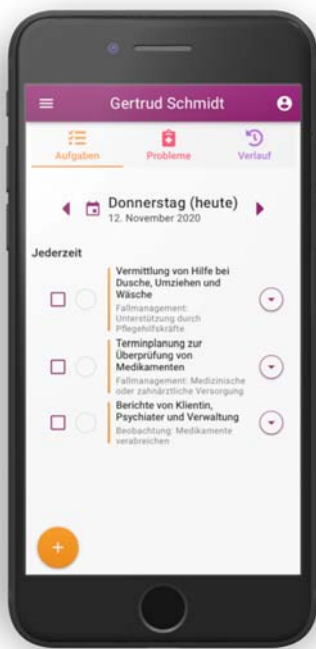 Gertrud Schmidt
Aufgaben
Probleme
Verlauf
Donnerstag (heute)
12. November 2020
Jederzeit
Vermittlung von Hilfe bei
Dusche, Umziehen und
Wäsche
Fallmanagement:
Unterstützung durch
Pflegehilfskräfte
Terminplanung zur
Überprüfung von
Medikamenten
Fallmanagement: Medizinische
oder zahnärztliche Versorgung
Berichte von Klientin,
Psychiater und Verwaltung
Beobachtung: Medikamente
verabreichen
+